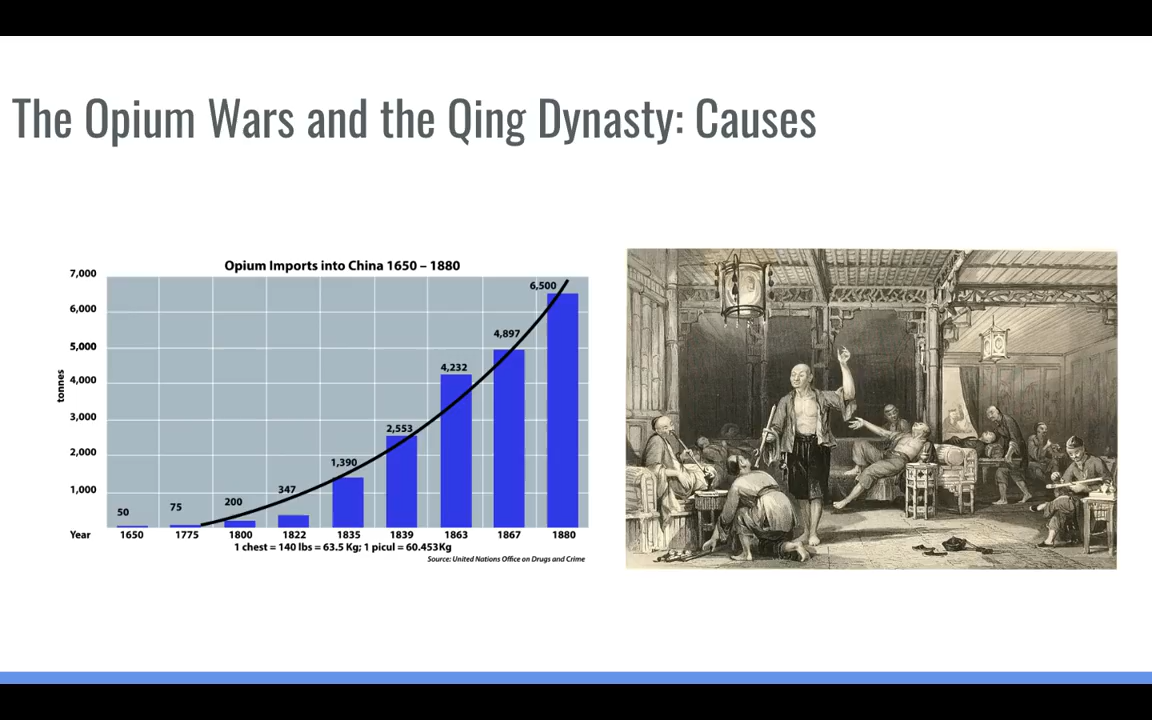 The Opium Wars and the Qing Dynasty: Causes
Opium Imports into China 1650 – 1880
7,000
6,000
5,000
4,000
3,000
2,000
1,000
tonnes
50
75
200
347
1,390
2,553
4,232
4,897
6,500
Year 1650 1775 1800 1822 1835 1839 1863 1867 1880
1 chest = 140 lbs = 63.5 Kg; 1 picul = 60.453Kg
Source: United Nations Office on Drugs and Crime